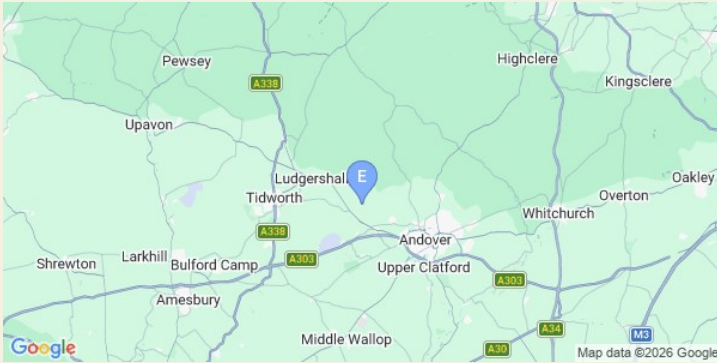 Highclere
Pewsey
A338
Kingsclere
Upavon
Ludgershall
E
Oakley
Tidworth
Overton
Whitchurch
A338
Andover
Larkhill
A303
Shrewton
Bulford Camp
Upper Clatford
A303
Amesbury
A34
M3
Middle Wallop
A30
Google
Map data ©2026 Google